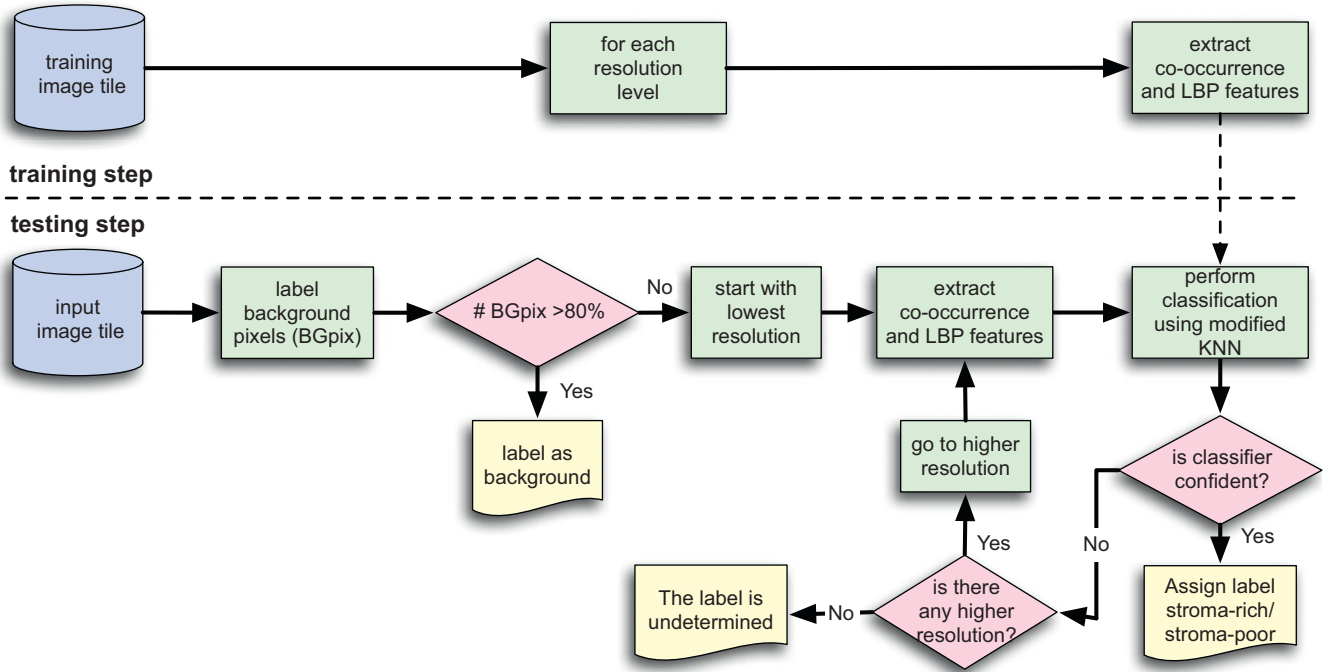 training
image tile
for each
resolution
level
extract
co-occurrence
and LBP features
training step
testing step
input
image tile
label
background
pixels (BGpix)
# BGpix >80%
No
Yes
label as
background
start with
lowest
resolution
extract
co-occurrence
and LBP features
perform
classification
using modified
KNN
is classifier
confident?
Yes
Assign label
stroma-rich/
stroma-poor
No
is there
any higher
resolution?
Yes
go to higher
resolution
No
The label is
undetermined